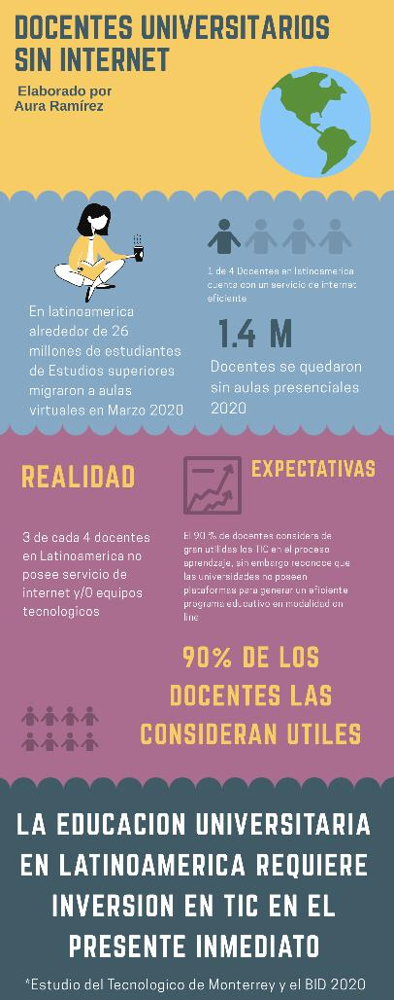 DOCENTES UNIVERSITARIOS
SIN INTERNET
Elaborado por
Aura Ramírez
En latinoamerica
alrededor de 26
millones de estudiantes
de Estudios superiores
migraron a aulas
virtuales en Marzo 2020
1 de 4 Docentes en latinoamerica
cuenta con un servicio de internet
eficiente
1.4 M
Docentes se quedaron
sin aulas presenciales
2020
REALIDAD
3 de cada 4 docentes
en Latinoamerica no
posee servicio de
internet y/0 equipos
tecnologicos
EXPECTATIVAS
El 90 % de docentes considera de
gran utilidas los TIC en el proceso
aprendzaje, sin embargo reconoce que
las universidades no poseen
plataformas para generar un eficiente
programa educativo en modalidad on
line
90% DE LOS
DOCENTES LAS
CONSIDERAN UTILES
LA EDUCACION UNIVERSITARIA
EN LATINOAMERICA REQUIERE
INVERSION EN TIC EN EL
PRESENTE INMEDIATO
*Estudio del Tecnologico de Monterrey y el BID 2020